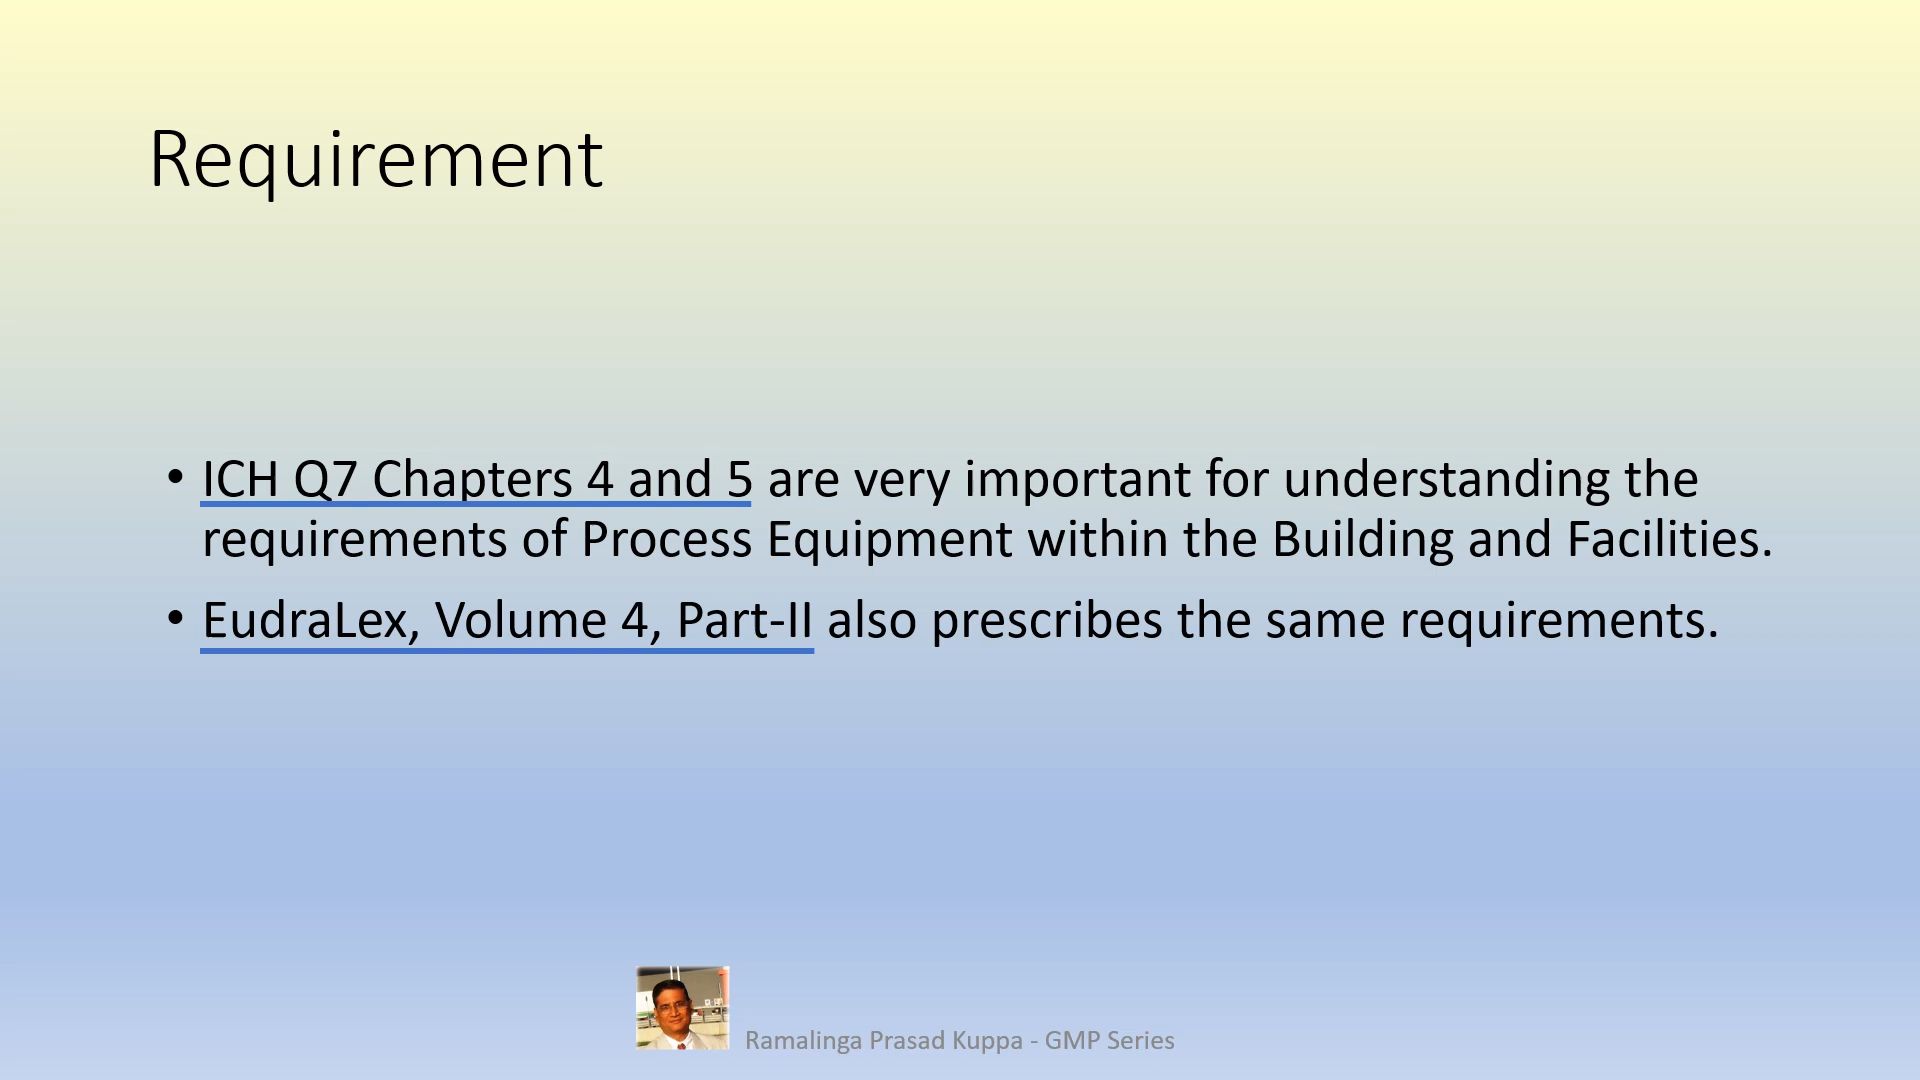 Requirement
• ICH Q7 Chapters 4 and 5 are very important for understanding the
requirements of Process Equipment within the Building and Facilities.
• EudraLex, Volume 4, Part-II also prescribes the same requirements.
Ramalinga Prasad Kuppa - GMP Series